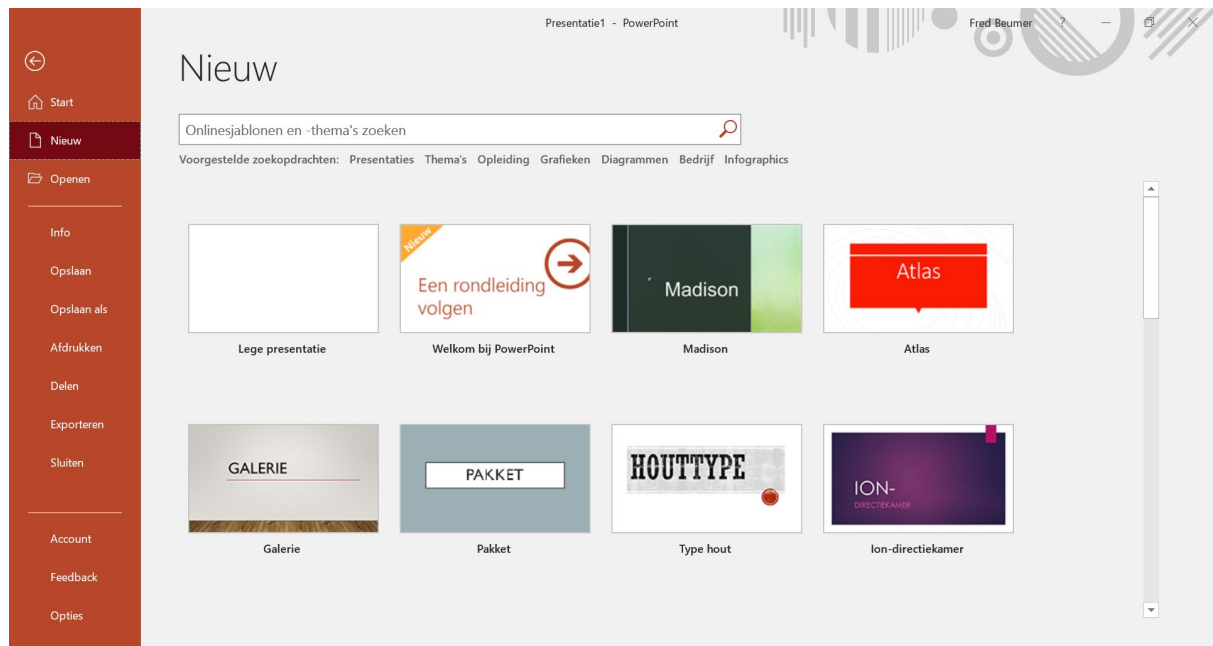 Presentatie1 - PowerPoint
Fred Beumer
?
Nieuw
Start
Nieuw
Openen
Info
Opslaan
Opslaan als
Afdrukken
Delen
Exporteren
Sluiten
Account
Feedback
Opties
Onlinesjablonen en -thema's zoeken
Voorgestelde zoekopdrachten: Presentaties Thema's Opleiding Grafieken Diagrammen Bedrijf Infographics
Nieuw
Een rondleiding
volgen
Madison
Atlas
Lege presentatie
Welkom bij PowerPoint
Madison
Atlas
GALERIE
PAKKET
HOUTTYPE
ION-
DIRECTIEKAMER
Galerie
Pakket
Type hout
Ion-directiekamer